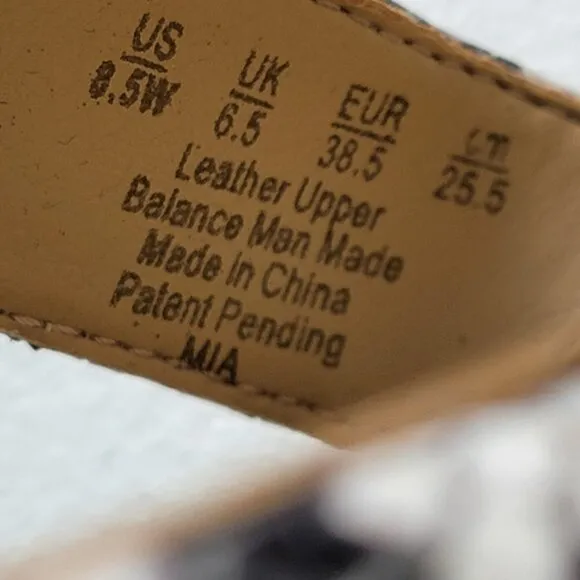 US UK EUR cm
8.5W 6.5 38.5 25.5
Leather Upper
Balance Man Made
Made in China
Patent Pending
MIA